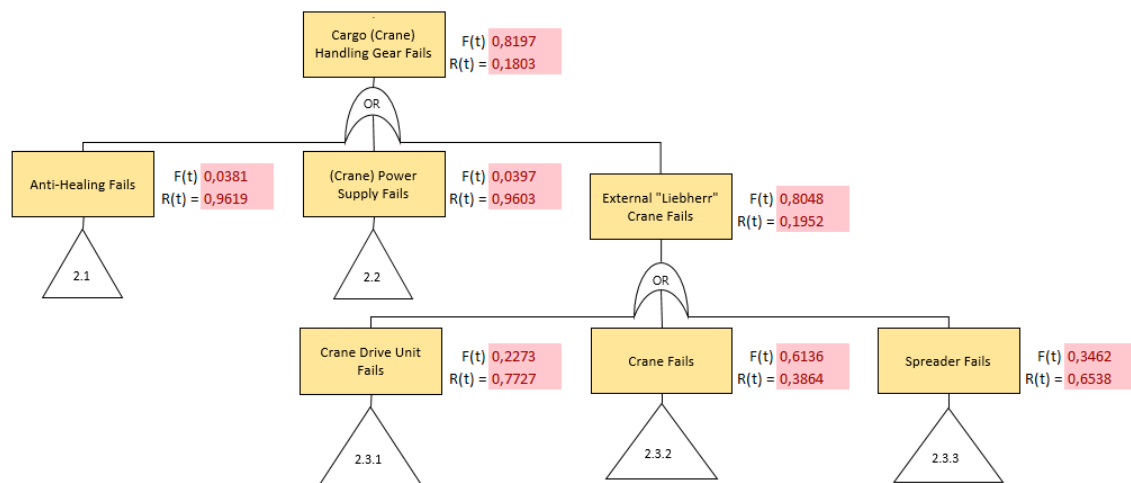 Cargo (Crane)
Handling Gear Fails
F(t) 0,8197
R(t) = 0,1803
OR
Anti-Healing Fails
F(t) 0,0381
R(t) = 0,9619
(Crane) Power
Supply Fails
F(t) 0,0397
R(t) = 0,9603
External "Liebherr"
Crane Fails
F(t) 0,8048
R(t) = 0,1952
2.1
2.2
OR
Crane Drive Unit
Fails
F(t) 0,2273
R(t) = 0,7727
Crane Fails
F(t) 0,6136
R(t) = 0,3864
Spreader Fails
F(t) 0,3462
R(t) = 0,6538
2.3.1
2.3.2
2.3.3